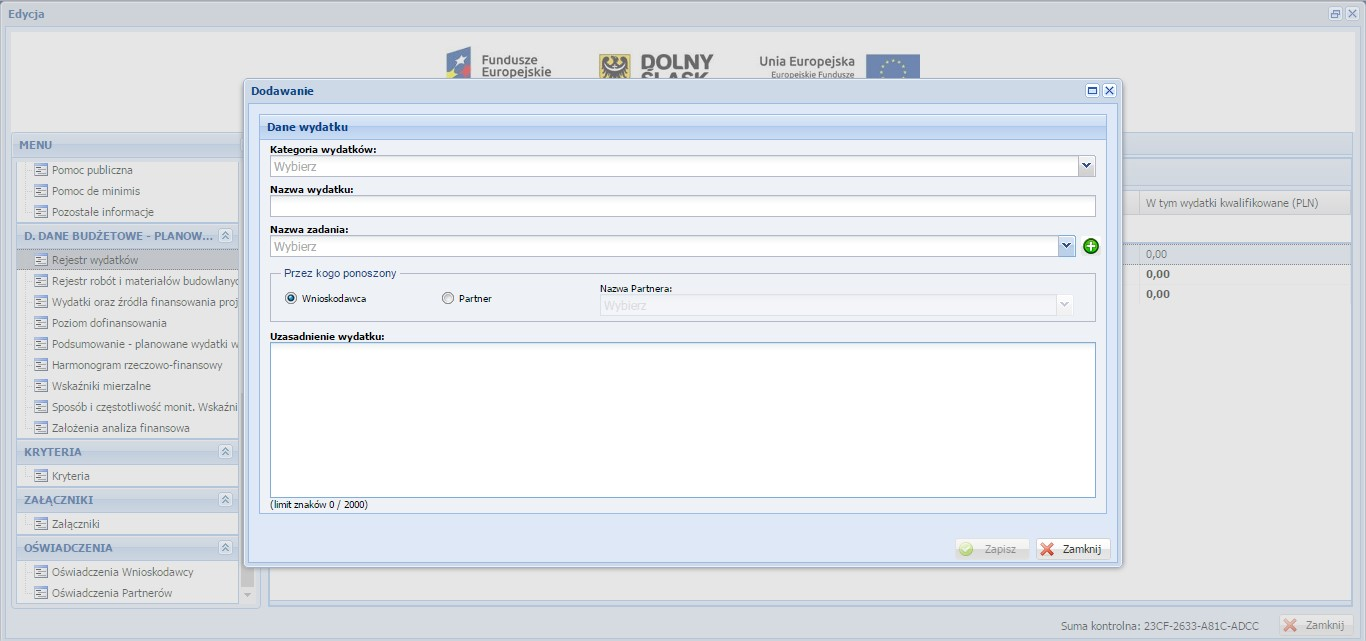 Edycja
Fundusze
Europejskie
DOLNY
ŚLĄSK
Unia Europejska
Europejskie Fundusze
Dodawanie
Dane wydatku
Kategoria wydatków:
Wybierz
Nazwa wydatku:
Nazwa zadania:
Wybierz
Przez kogo ponoszony
Wnioskodawca
Partner
Nazwa Partnera:
Wybierz
Uzasadnienie wydatku:
(limit znaków 0 / 2000)
Zapisz
Zamknij
MENU
Pomoc publiczna
Pomoc de minimis
Pozostałe informacje
D. DANE BUDŻETOWE - PLANOW...
Rejestr wydatków
Rejestr robót i materiałów budowlanyc
Wydatki oraz źródła finansowania proj
Poziom dofinansowania
Podsumowanie - planowane wydatki w
Harmonogram rzeczowo-finansowy
Wskaźniki mierzalne
Sposób i częstotliwość monit. Wskaźni
Założenia analiza finansowa
KRYTERIA
Kryteria
ZAŁĄCZNIKI
Załączniki
OŚWIADCZENIA
Oświadczenia Wnioskodawcy
Oświadczenia Partnerów
W tym wydatki kwalifikowane (PLN)
0,00
0,00
0,00
Suma kontrolna: 23CF-2633-A81C-ADCC
Zamknij